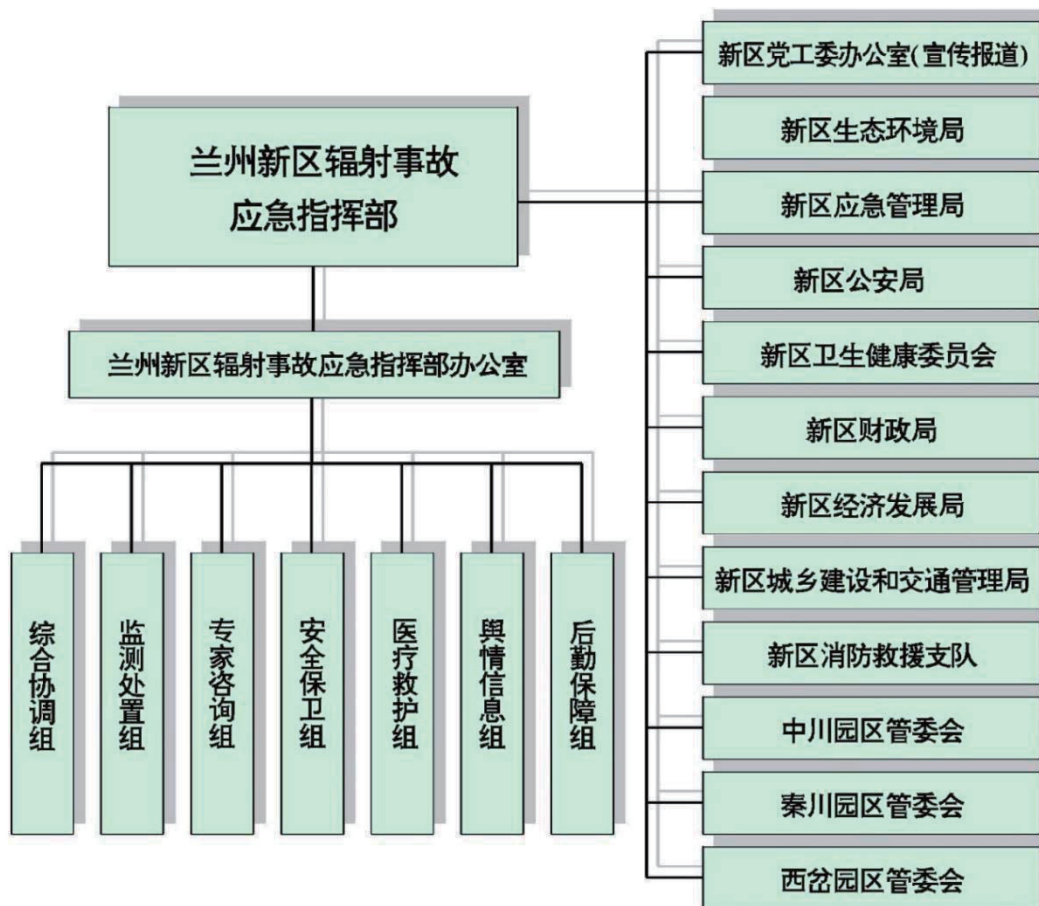 兰州新区辐射事故
应急指挥部
兰州新区辐射事故应急指挥部办公室
综合协调组
监测处置组
专家咨询组
安全保卫组
医疗救护组
舆情信息组
后勤保障组
新区党工委办公室(宣传报道)
新区生态环境局
新区应急管理局
新区公安局
新区卫生健康委员会
新区财政局
新区经济发展局
新区城乡建设和交通管理局
新区消防救援支队
中川园区管委会
秦川园区管委会
西岔园区管委会